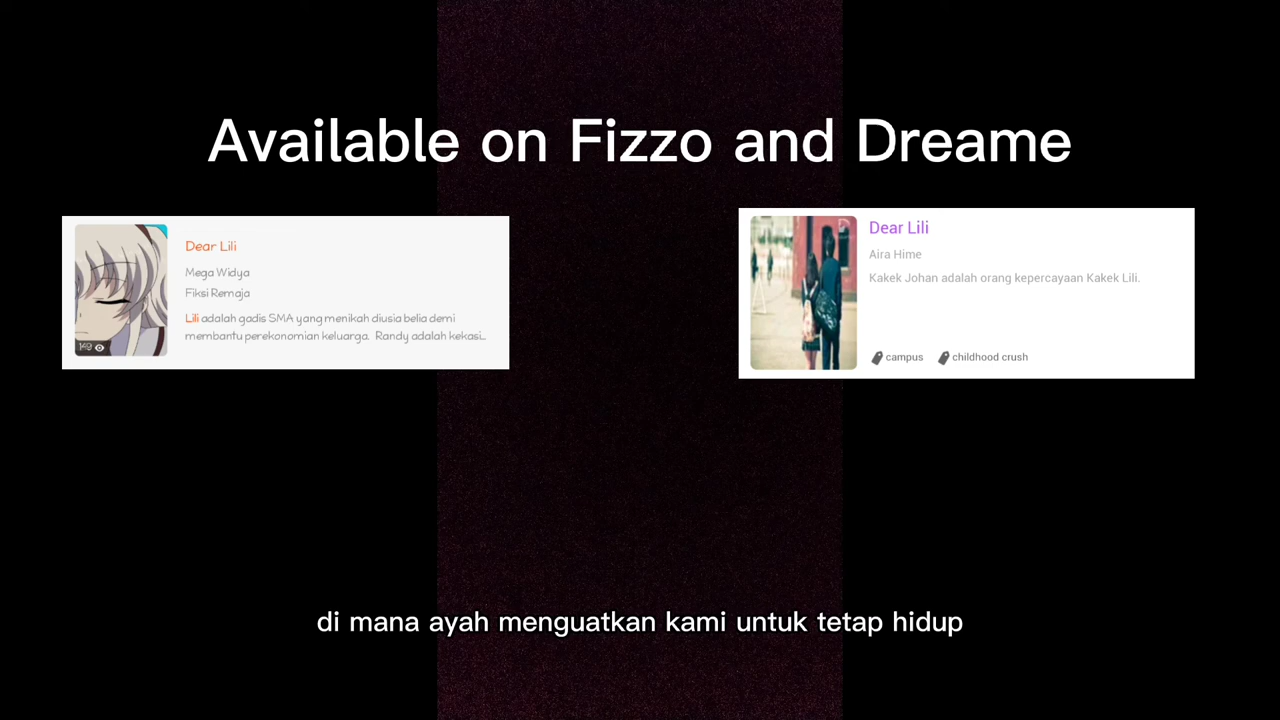 Available on Fizzo and Dreame
Dear Lili
Mega Widya
Fiksi Remaja
Lili adalah gadis SMA yang menikah diusia belia demi
membantu perekonomian keluarga. Randy adalah kekasi...
149
Dear Lili
Aira Hime
Kakek Johan adalah orang kepercayaan Kakek Lili.
campus childhood crush
di mana ayah menguatkan kami untuk tetap hidup